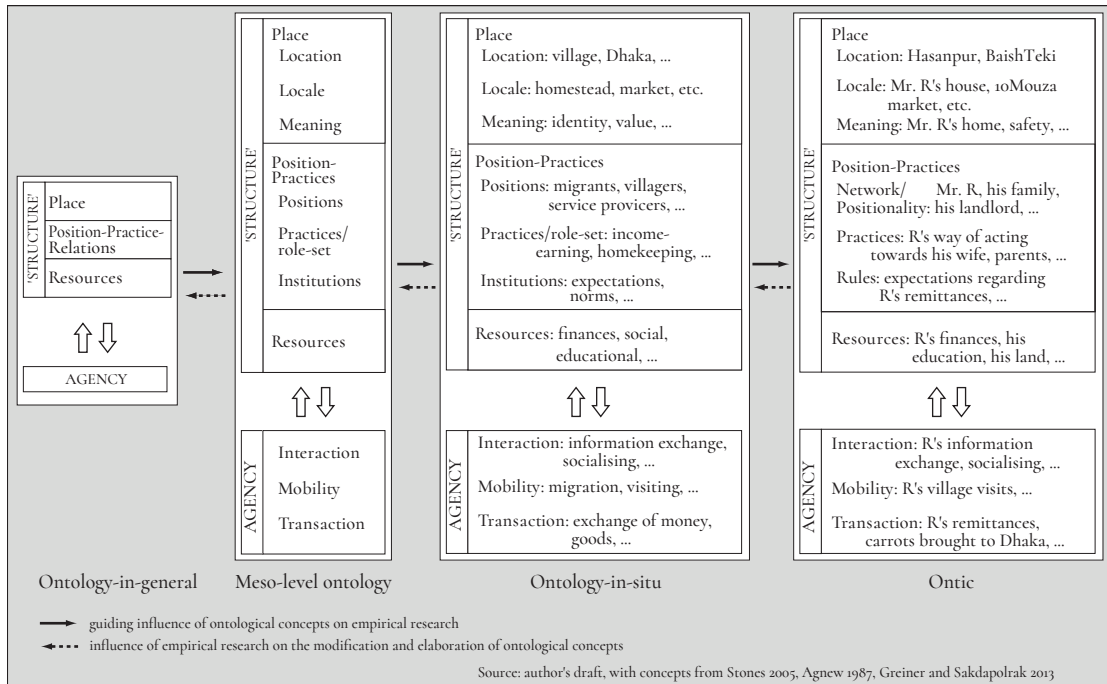 'STRUCTURE'
Place
Position-Practice-
Relations
Resources
AGENCY
Ontology-in-general
'STRUCTURE'
Place
Location
Locale
Meaning
Position-
Practices
Positions
Practices/
role-set
Institutions
Resources
AGENCY
Interaction
Mobility
Transaction
Meso-level ontology
'STRUCTURE'
Place
Location: village, Dhaka, ...
Locale: homestead, market, etc.
Meaning: identity, value, ...
Position-Practices
Positions: migrants, villagers,
service provicers, ...
Practices/role-set: income-
earning, homekeeping, ...
Institutions: expectations,
norms, ...
Resources: finances, social,
educational, ...
AGENCY
Interaction: information exchange,
socialising, ...
Mobility: migration, visiting, ...
Transaction: exchange of money,
goods, ...
Ontology-in-situ
'STRUCTURE'
Place
Location: Hasanpur, BaishTeki
Locale: Mr. R's house, 10Mouza
market, etc.
Meaning: Mr. R's home, safety, ...
Position-Practices
Network/ Mr. R, his family,
Positionality: his landlord, ...
Practices: R's way of acting
towards his wife, parents, ...
Rules: expectations regarding
R's remittances, ...
Resources: R's finances, his
education, his land, ...
AGENCY
Interaction: R's information
exchange, socialising, ...
Mobility: R's village visits, ...
Transaction: R's remittances,
carrots brought to Dhaka, ...
Ontic
guiding influence of ontological concepts on empirical research
influence of empirical research on the modification and elaboration of ontological concepts
Source: author's draft, with concepts from Stones 2005, Agnew 1987, Greiner and Sakdapolrak 2013